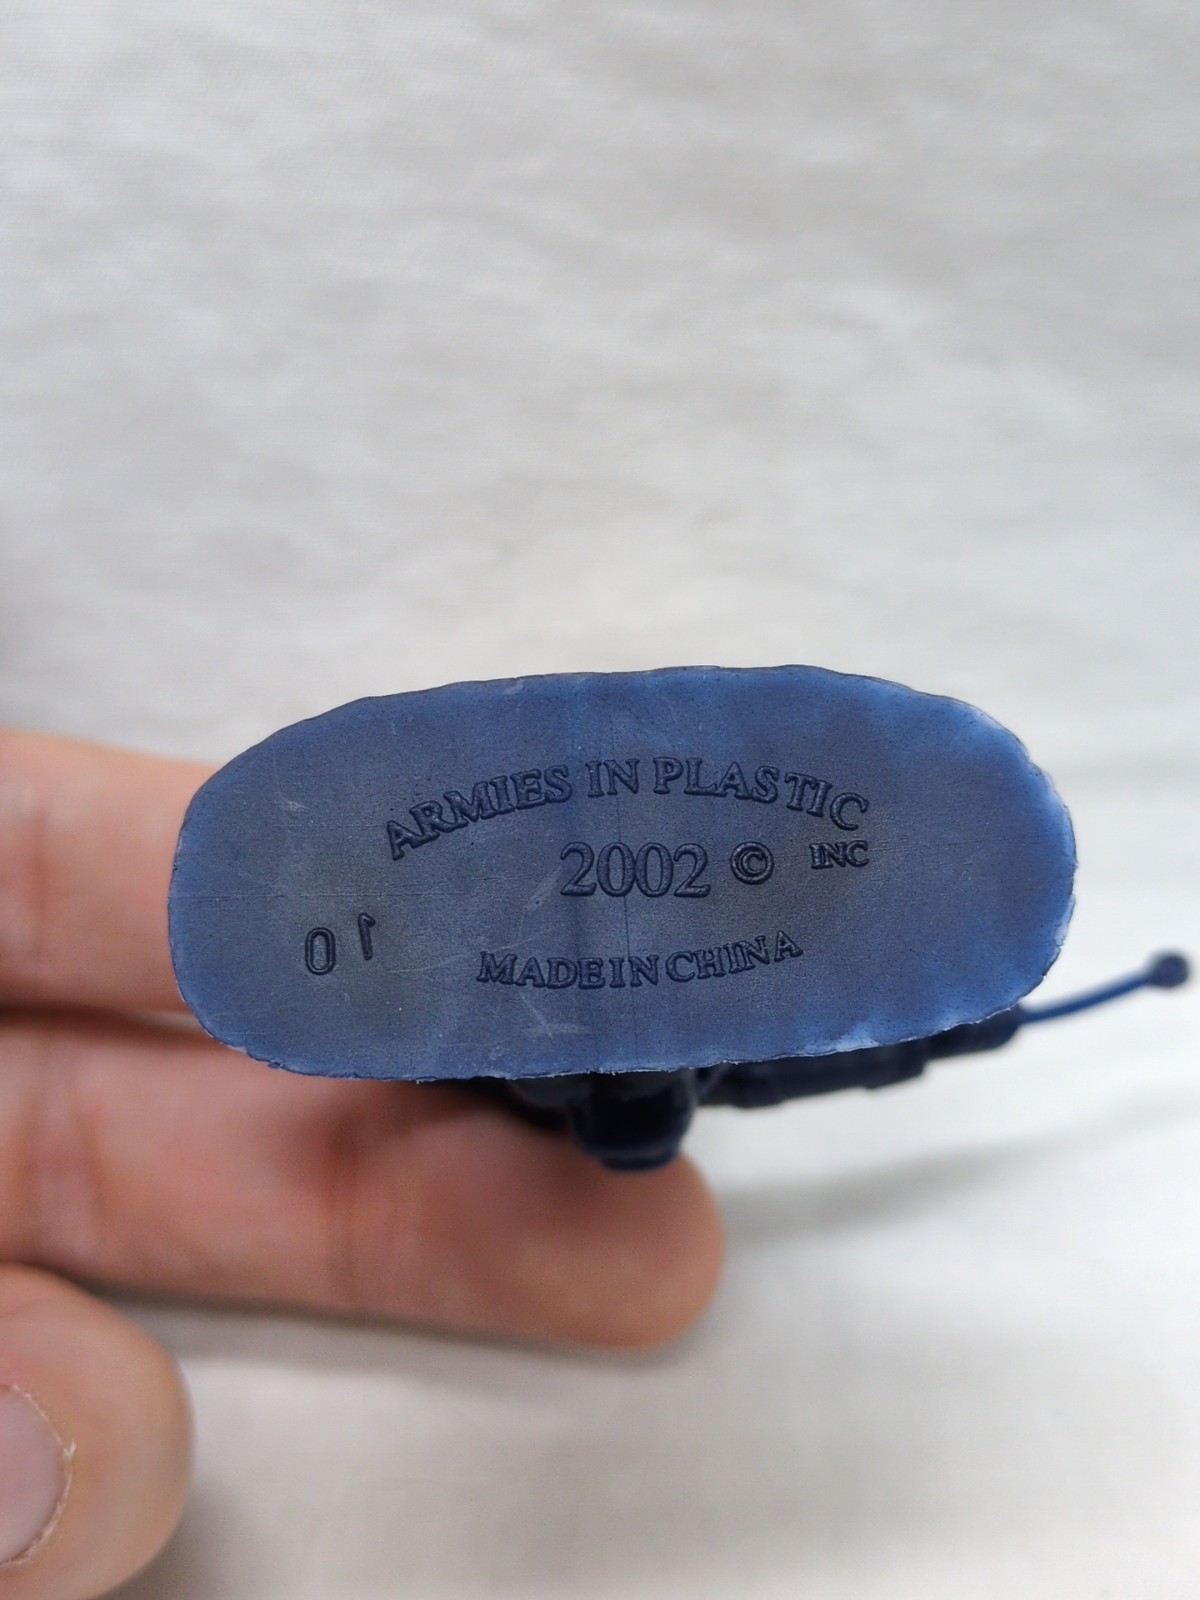 ARMIES IN PLASTIC
2002 © INC
MADE IN CHINA
01